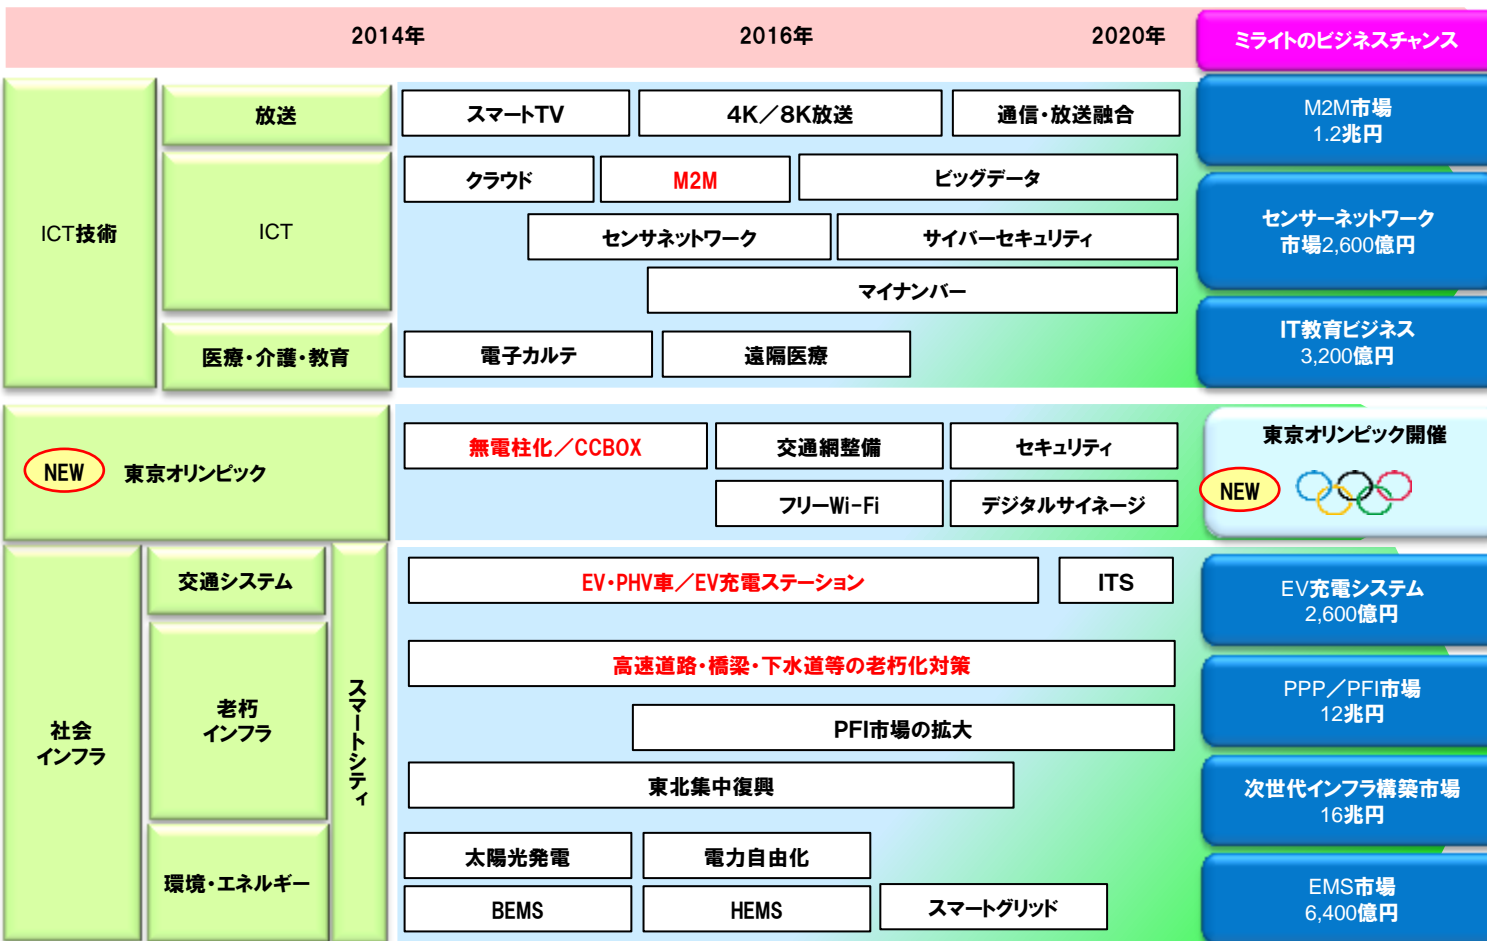 2014年
2016年
2020年
ミライトのビジネスチャンス
ICT技術
放送
スマートTV
4K／8K放送
通信・放送融合
M2M市場
1.2兆円
ICT
クラウド
M2M
ビッグデータ
センサネットワーク
サイバーセキュリティ
マイナンバー
センサーネットワーク
市場2,600億円
医療・介護・教育
電子カルテ
遠隔医療
IT教育ビジネス
3,200億円
NEW
東京オリンピック
無電柱化／CCBOX
交通網整備
セキュリティ
フリーWi-Fi
デジタルサイネージ
東京オリンピック開催
NEW
社会
インフラ
交通システム
スマートシティ
EV・PHV車／EV充電ステーション
ITS
EV充電システム
2,600億円
老朽
インフラ
高速道路・橋梁・下水道等の老朽化対策
PFI市場の拡大
東北集中復興
PPP／PFI市場
12兆円
次世代インフラ構築市場
16兆円
環境・エネルギー
太陽光発電
電力自由化
BEMS
HEMS
スマートグリッド
EMS市場
6,400億円